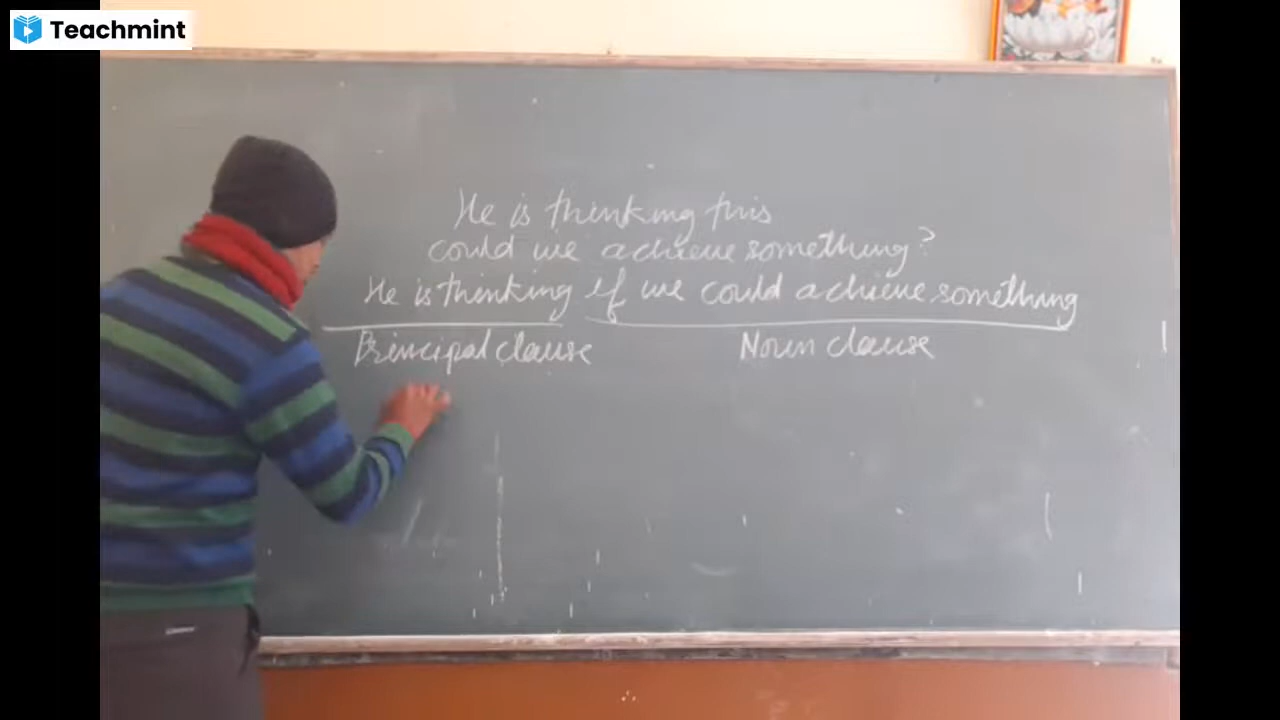 Teachmint
He is thinking this
could we achieve something?
He is thinking if we could achieve something
Principal clause Noun clause